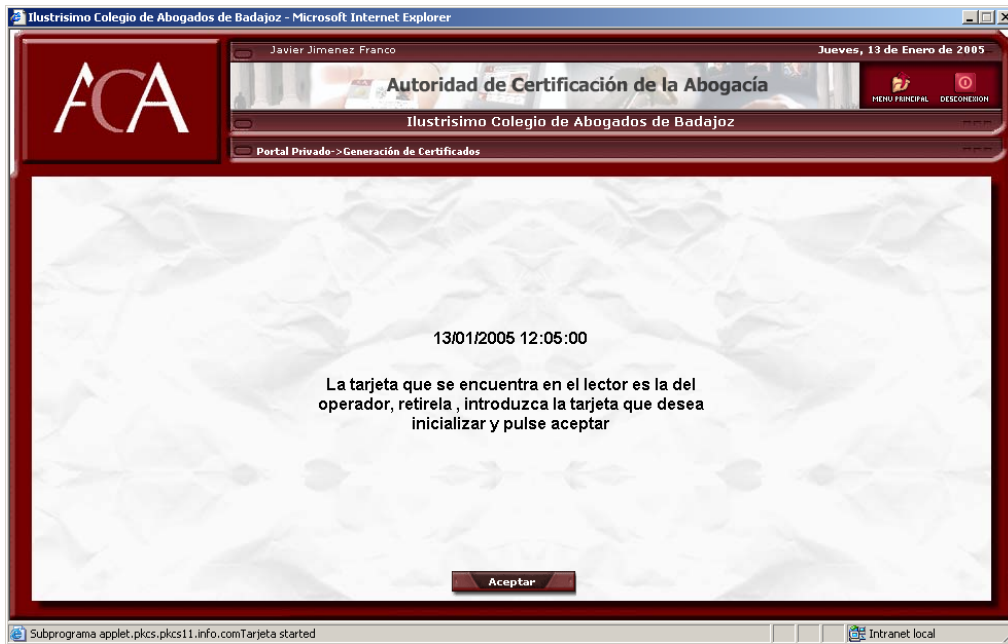 Ilustrisimo Colegio de Abogados de Badajoz - Microsoft Internet Explorer
Javier Jimenez Franco
Jueves, 13 de Enero de 2005
ACA
Autoridad de Certificación de la Abogacía
MENU PRINCIPAL
DESCONEXION
Ilustrisimo Colegio de Abogados de Badajoz
Portal Privado->Generación de Certificados
13/01/2005 12:05:00
La tarjeta que se encuentra en el lector es la del
operador, retirela , introduzca la tarjeta que desea
inicializar y pulse aceptar
Aceptar
Subprograma applet.pkcs.pkcs11.info.comTarjeta started
Intranet local